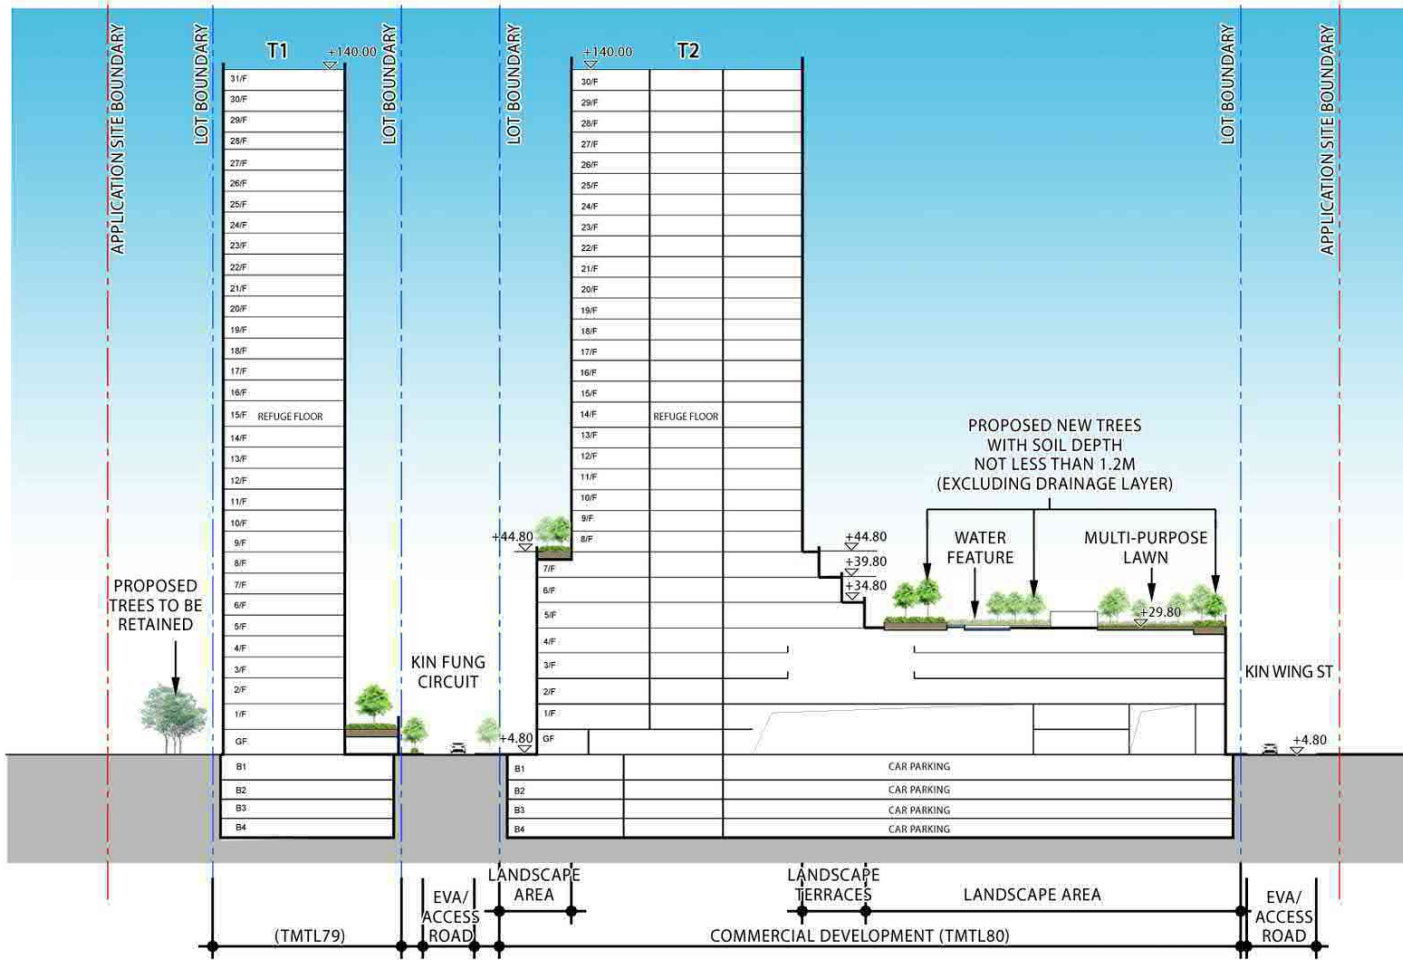 APPLICATION SITE BOUNDARY
LOT BOUNDARY
T1
+140.00
LOT BOUNDARY
LOT BOUNDARY
+140.00
T2
LOT BOUNDARY
APPLICATION SITE BOUNDARY
31/F
30/F
29/F
28/F
27/F
26/F
25/F
24/F
23/F
22/F
21/F
20/F
19/F
18/F
17/F
16/F
15/F REFUGE FLOOR
14/F
13/F
12/F
11/F
10/F
9/F
8/F
7/F
6/F
5/F
4/F
3/F
2/F
1/F
GF
B1
B2
B3
B4
30/F
29/F
28/F
27/F
26/F
25/F
24/F
23/F
22/F
21/F
20/F
19/F
18/F
17/F
16/F
15/F
14/F REFUGE FLOOR
13/F
12/F
11/F
10/F
9/F
8/F
7/F
6/F
5/F
4/F
3/F
2/F
1/F
GF
B1 CAR PARKING
B2 CAR PARKING
B3 CAR PARKING
B4 CAR PARKING
PROPOSED
TREES TO BE
RETAINED
KIN FUNG
CIRCUIT
+44.80
+4.80
+44.80
+39.80
+34.80
PROPOSED NEW TREES
WITH SOIL DEPTH
NOT LESS THAN 1.2M
(EXCLUDING DRAINAGE LAYER)
WATER
FEATURE
MULTI-PURPOSE
LAWN
+29.80
KIN WING ST
+4.80
LANDSCAPE
AREA
LANDSCAPE
TERRACES
LANDSCAPE AREA
EVA/
ACCESS
ROAD
EVA/
ACCESS
ROAD
(TMTL79)
COMMERCIAL DEVELOPMENT (TMTL80)